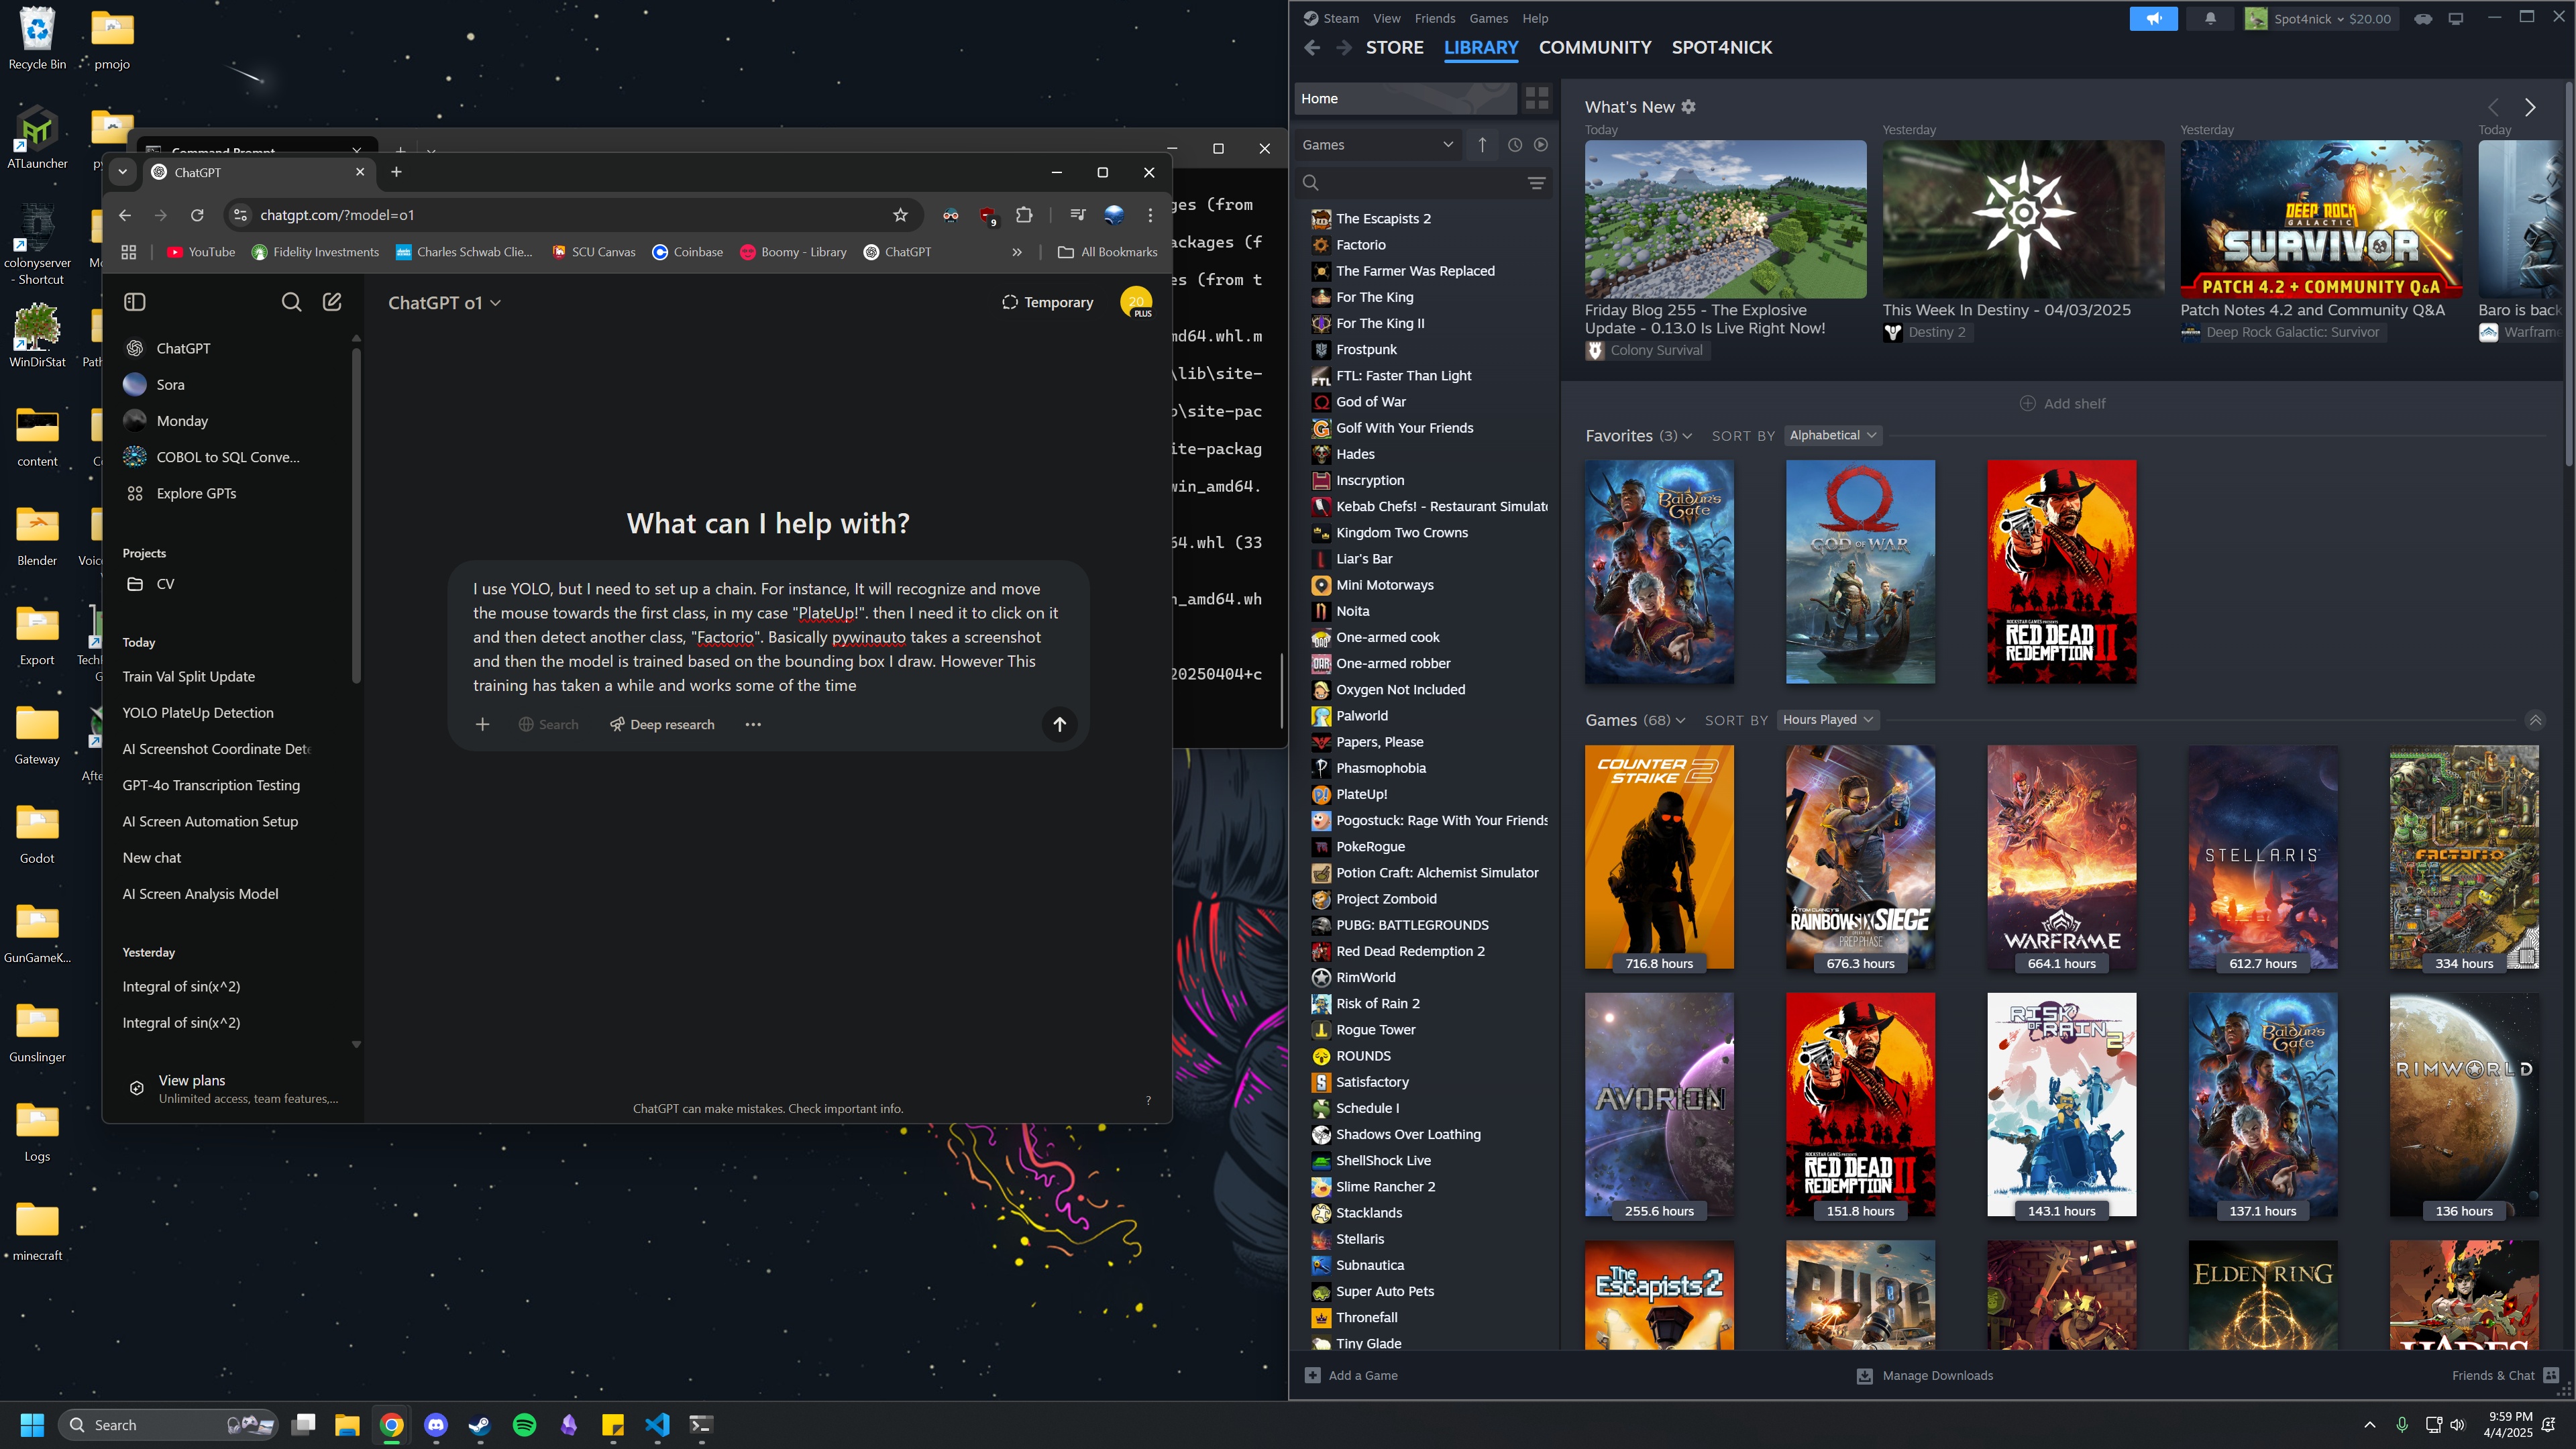 Recycle Bin
pmojo
ATLauncher
py
colonyserver
- Shortcut
Mo
WinDirStat
Path
content
C
Blender
Voic
Export
Tech
G
Gateway
Afte
Godot
GunGameK...
Gunslinger
Logs
minecraft
Command Prompt
ges (from
ackages (f
es (from t
md64.whl.m
\lib\site-
b\site-pac
ite-packag
win_amd64.
64.whl (33
n_amd64.wh
20250404+c
ChatGPT
chatgpt.com/?model=o1
9
YouTube
Fidelity Investments
Charles Schwab Clie...
SCU Canvas
Coinbase
Boomy - Library
ChatGPT
All Bookmarks
ChatGPT o1
Temporary
20
PLUS
ChatGPT
Sora
Monday
COBOL to SQL Conve...
Explore GPTs
Projects
CV
Today
Train Val Split Update
YOLO PlateUp Detection
AI Screenshot Coordinate Dete
GPT-4o Transcription Testing
AI Screen Automation Setup
New chat
AI Screen Analysis Model
Yesterday
Integral of sin(x^2)
Integral of sin(x^2)
View plans
Unlimited access, team features,...
What can I help with?
I use YOLO, but I need to set up a chain. For instance, It will recognize and move
the mouse towards the first class, in my case "PlateUp!". then I need it to click on it
and then detect another class, "Factorio". Basically pywinauto takes a screenshot
and then the model is trained based on the bounding box I draw. However This
training has taken a while and works some of the time
Search
Deep research
ChatGPT can make mistakes. Check important info.
?
Steam
View
Friends
Games
Help
Spot4nick
$20.00
STORE
LIBRARY
COMMUNITY
SPOT4NICK
Home
Games
The Escapists 2
Factorio
The Farmer Was Replaced
For The King
For The King II
Frostpunk
FTL: Faster Than Light
God of War
Golf With Your Friends
Hades
Inscryption
Kebab Chefs! - Restaurant Simulato
Kingdom Two Crowns
Liar's Bar
Mini Motorways
Noita
One-armed cook
One-armed robber
Oxygen Not Included
Palworld
Papers, Please
Phasmophobia
PlateUp!
Pogostuck: Rage With Your Friends
PokeRogue
Potion Craft: Alchemist Simulator
Project Zomboid
PUBG: BATTLEGROUNDS
Red Dead Redemption 2
RimWorld
Risk of Rain 2
Rogue Tower
ROUNDS
Satisfactory
Schedule I
Shadows Over Loathing
ShellShock Live
Slime Rancher 2
Stacklands
Stellaris
Subnautica
Super Auto Pets
Thronefall
Tiny Glade
What's New
Today
Yesterday
Yesterday
Today
DEEP ROCK
GALACTIC
SURVIVOR
PATCH 4.2 + COMMUNITY Q&A
Friday Blog 255 - The Explosive
Update - 0.13.0 Is Live Right Now!
Colony Survival
This Week In Destiny - 04/03/2025
Destiny 2
Patch Notes 4.2 and Community Q&A
Deep Rock Galactic: Survivor
Baro is back
Warframe
Add shelf
Favorites (3)
SORT BY
Alphabetical
Baldur's
Gate
GOD OF WAR
ROCKSTAR GAMES PRESENTS
RED DEAD
REDEMPTION II
Games (68)
SORT BY
Hours Played
COUNTER
STRIKE 2
716.8 hours
TOM CLANCY'S
RAINBOW SIX SIEGE
PREP PHASE
676.3 hours
WARFRAME
664.1 hours
STELLARIS
612.7 hours
FACTORIO
334 hours
AVORION
255.6 hours
ROCKSTAR GAMES PRESENTS
RED DEAD
REDEMPTION II
151.8 hours
RISK
OF RAIN 2
143.1 hours
Baldur's
Gate
137.1 hours
RIMWORLD
136 hours
The
Escapists 2
PUBG
ELDEN RING
HADES
Add a Game
Manage Downloads
Friends & Chat
Search
9:59 PM
4/4/2025